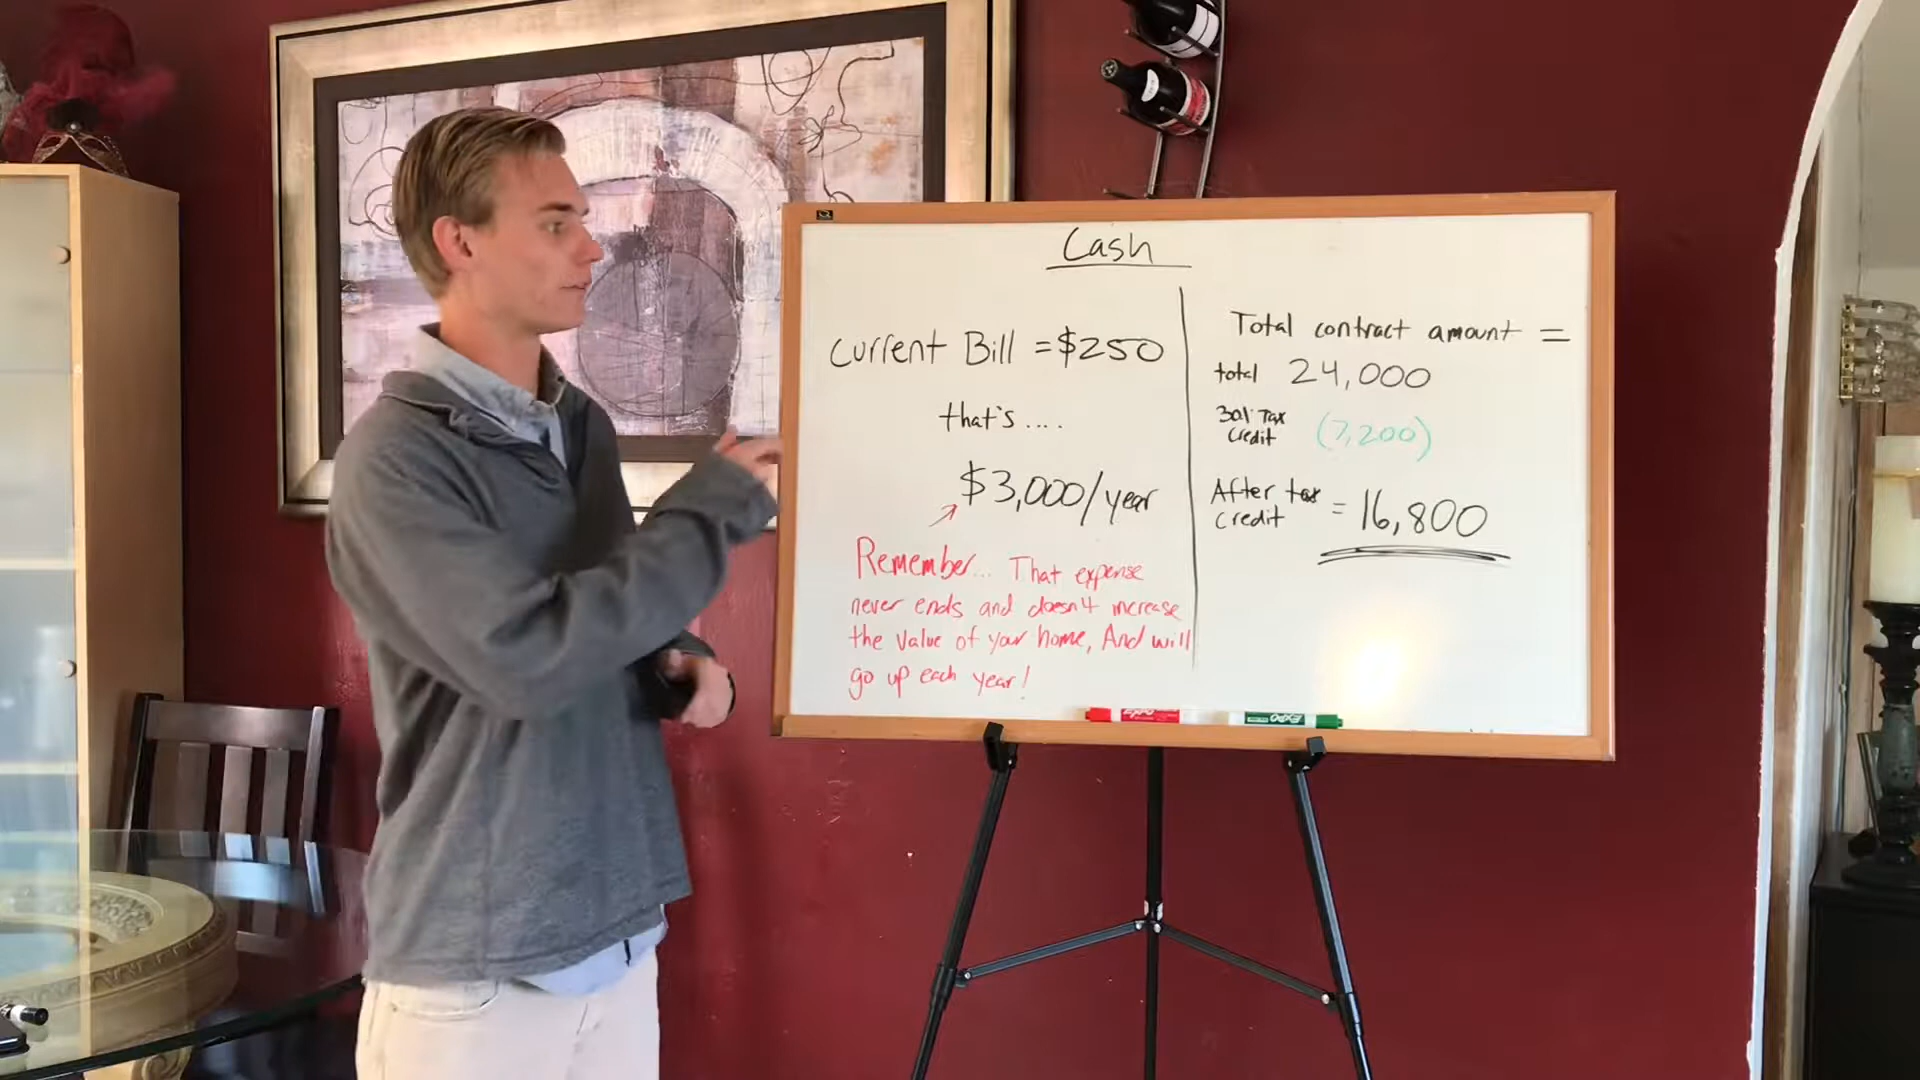 Cash
Current Bill = $250
that's ....
$3,000/year
Remember... That expense
never ends and doesn't increase
the value of your home, And will
go up each year!
Total contract amount =
total 24,000
30% Tax
Credit (7,200)
After tax
credit = 16,800
EXPO